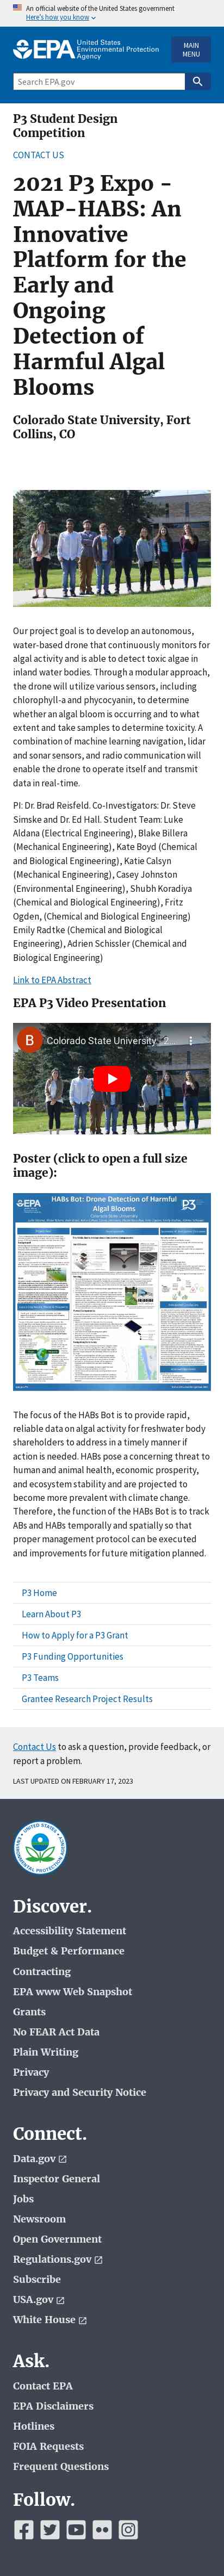 An official website of the United States government
Here's how you know
EPA United States
Environmental Protection
Agency
MAIN
MENU
Search EPA.gov
P3 Student Design
Competition
CONTACT US
2021 P3 Expo -
MAP-HABS: An
Innovative
Platform for the
Early and
Ongoing
Detection of
Harmful Algal
Blooms
Colorado State University, Fort
Collins, CO
Our project goal is to develop an autonomous,
water-based drone that continuously monitors for
algal activity and is able to detect toxic algae in
inland water bodies. Through a modular approach,
the drone will utilize various sensors, including
chlorophyll-a and phycocyanin, to determine
whether an algal bloom is occurring and to what
extent and take samples to determine toxicity. A
combination of machine learning navigation, lidar
and sonar sensors, and radio communication will
enable the drone to operate itself and transmit
data in real-time.
PI: Dr. Brad Reisfeld. Co-Investigators: Dr. Steve
Simske and Dr. Ed Hall. Student Team: Luke
Aldana (Electrical Engineering), Blake Billera
(Mechanical Engineering), Kate Boyd (Chemical
and Biological Engineering), Katie Calsyn
(Mechanical Engineering), Casey Johnston
(Environmental Engineering), Shubh Koradiya
(Chemical and Biological Engineering), Fritz
Ogden, (Chemical and Biological Engineering)
Emily Radtke (Chemical and Biological
Engineering), Adrien Schissler (Chemical and
Biological Engineering)
Link to EPA Abstract
EPA P3 Video Presentation
B Colorado State University - 2
Poster (click to open a full size
image):
EPA
HABs Bot: Drone Detection of Harmful
Algal Blooms
P3
The focus of the HABs Bot is to provide rapid,
reliable data on algal activity for freshwater body
shareholders to address in a timely manner if
action is needed. HABs pose a concerning threat to
human and animal health, economic prosperity,
and ecosystem stability and are projected to
become more prevalent with climate change.
Therefore, the function of the HABs Bot is to track
ABs and HABs temporally and spatially so that
proper management decisions can be executed
and improvements for future mitigation planned.
P3 Home
Learn About P3
How to Apply for a P3 Grant
P3 Funding Opportunities
P3 Teams
Grantee Research Project Results
Contact Us to ask a question, provide feedback, or
report a problem.
LAST UPDATED ON FEBRUARY 17, 2023
Discover.
Accessibility Statement
Budget & Performance
Contracting
EPA www Web Snapshot
Grants
No FEAR Act Data
Plain Writing
Privacy
Privacy and Security Notice
Connect.
Data.gov
Inspector General
Jobs
Newsroom
Open Government
Regulations.gov
Subscribe
USA.gov
White House
Ask.
Contact EPA
EPA Disclaimers
Hotlines
FOIA Requests
Frequent Questions
Follow.